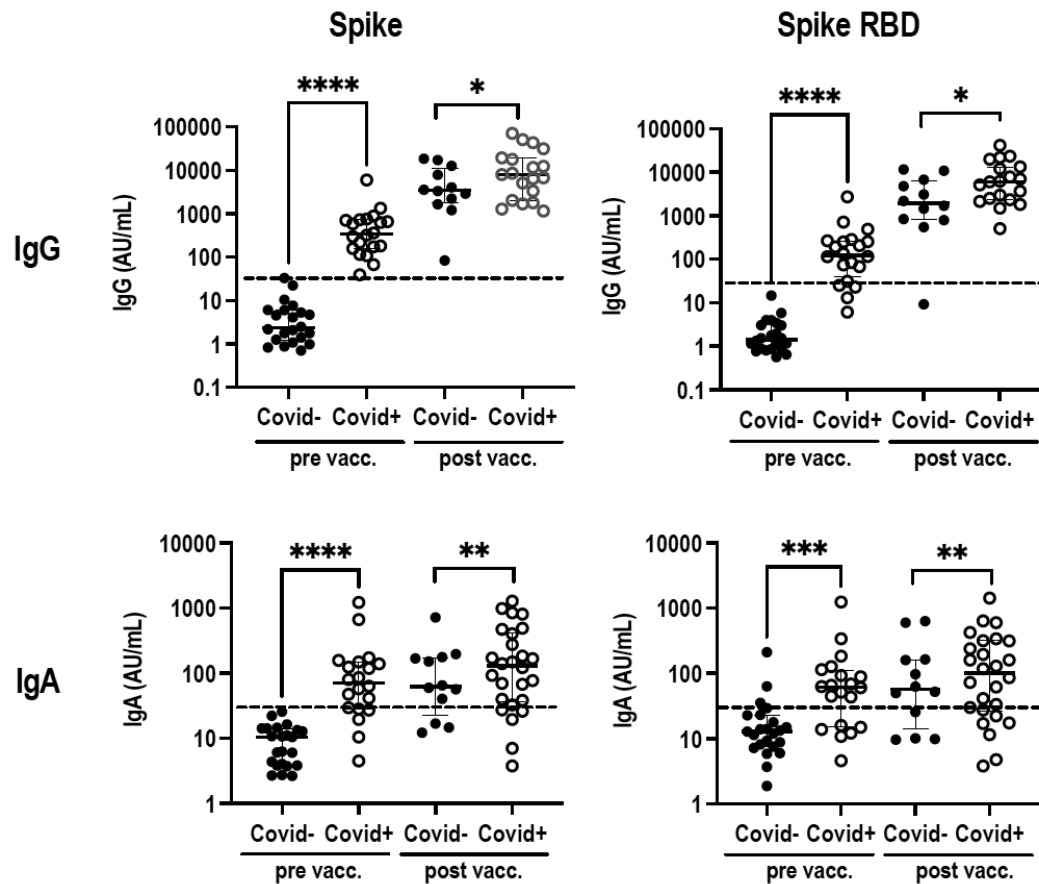 Spike
Spike RBD
IgG
IgG (AU/mL)
100000
10000
1000
100
10
1
0.1
****
*
Covid- Covid+ Covid- Covid+
pre vacc. post vacc.
IgG (AU/mL)
100000
10000
1000
100
10
1
0.1
****
*
Covid- Covid+ Covid- Covid+
pre vacc. post vacc.
IgA
IgA (AU/mL)
10000
1000
100
10
1
****
**
Covid- Covid+ Covid- Covid+
pre vacc. post vacc.
IgA (AU/mL)
10000
1000
100
10
1
***
**
Covid- Covid+ Covid- Covid+
pre vacc. post vacc.